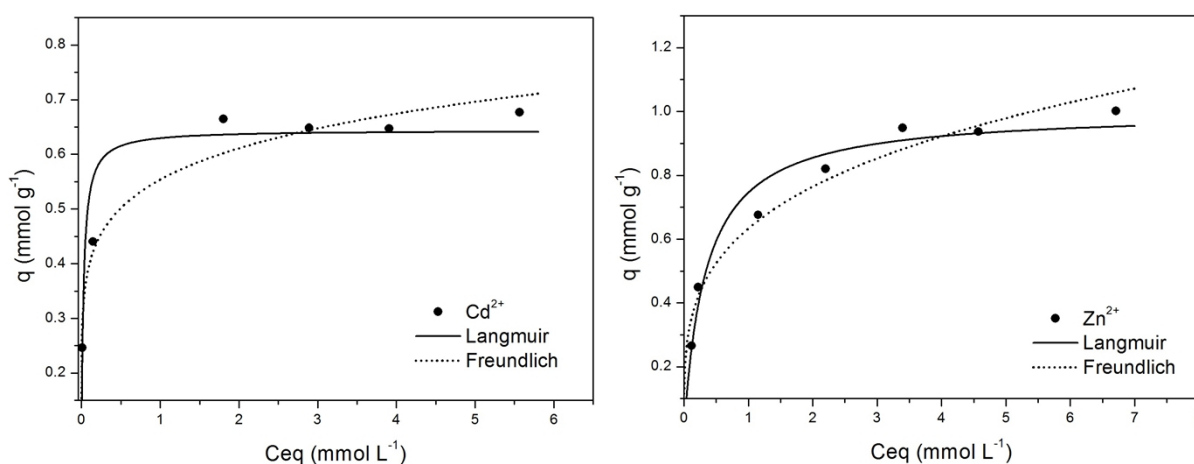 0.8
0.7
0.6
0.5
0.4
0.3
0.2
q (mmol g⁻¹)
Cd²⁺
Langmuir
Freundlich
0 1 2 3 4 5 6
Ceq (mmol L⁻¹)
1.2
1.0
0.8
0.6
0.4
0.2
q (mmol g⁻¹)
Zn²⁺
Langmuir
Freundlich
0 1 2 3 4 5 6 7
Ceq (mmol L⁻¹)